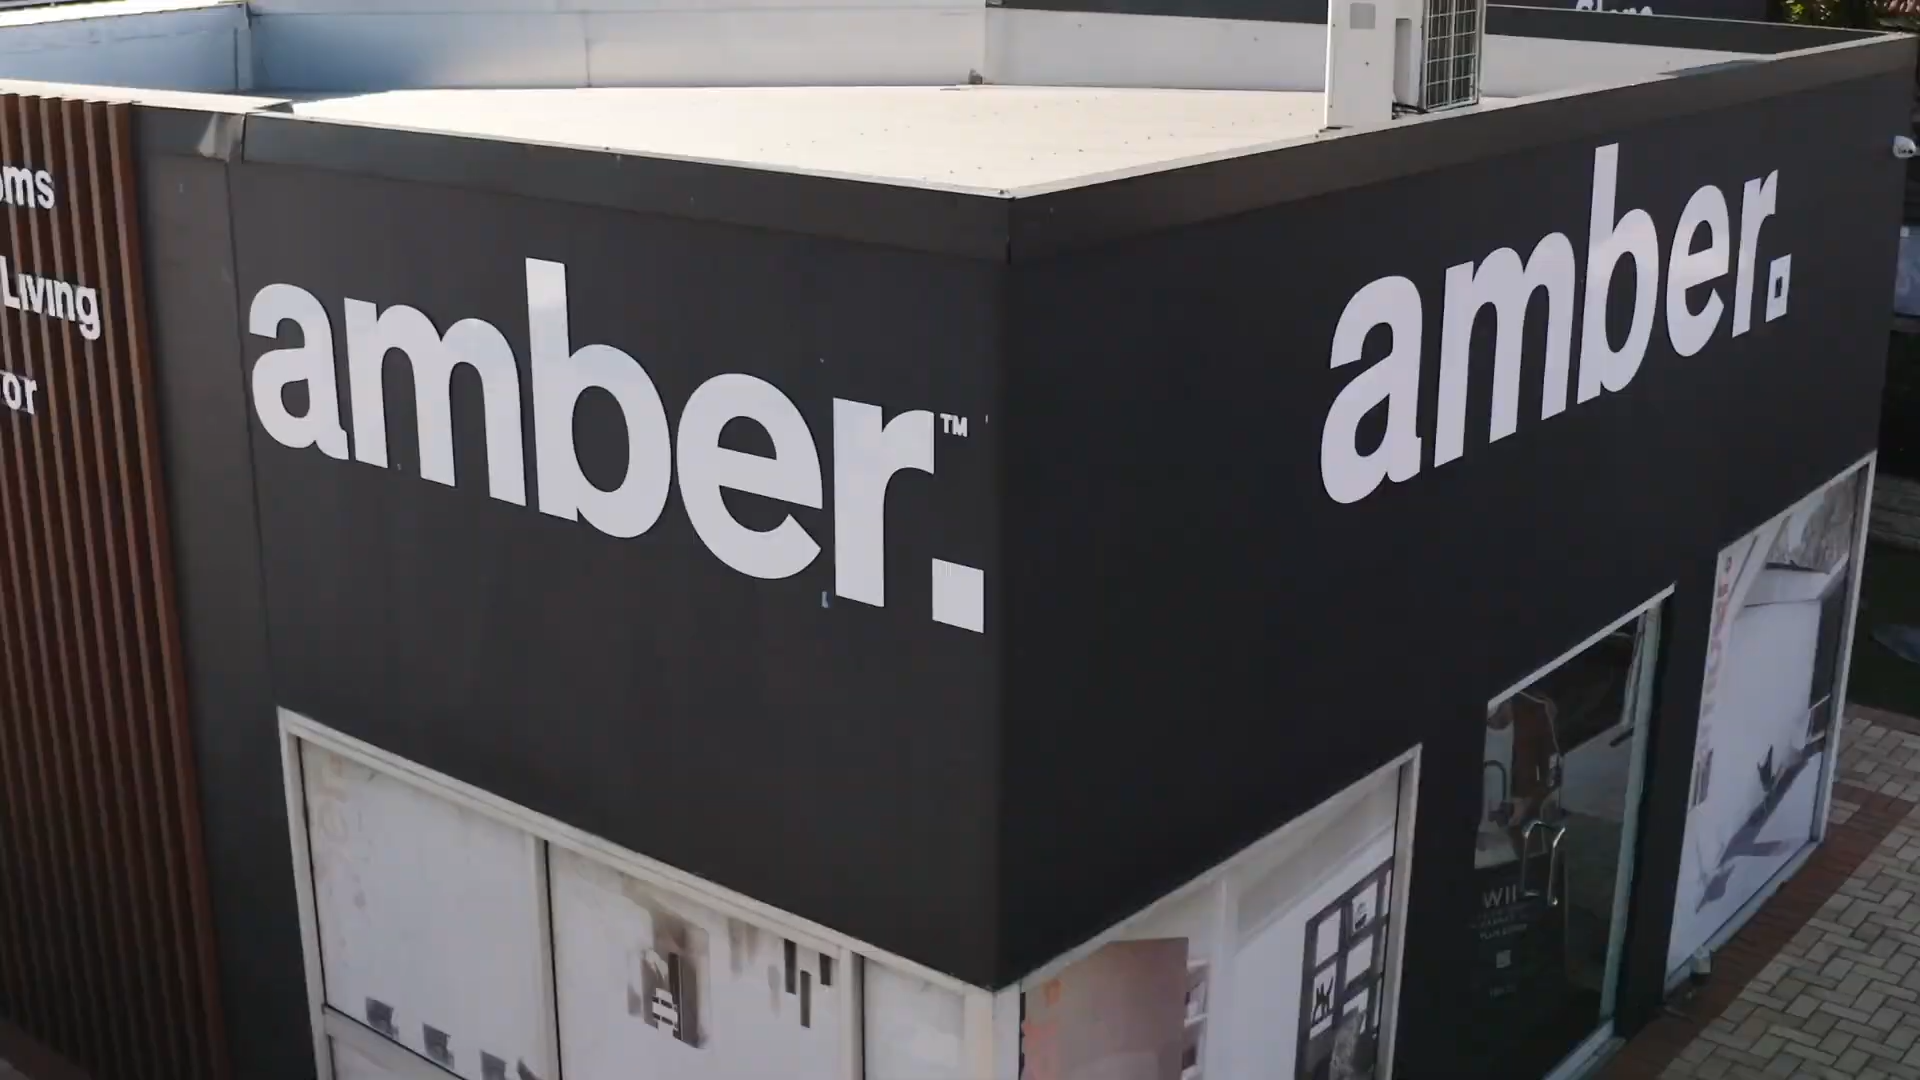 oms
Living
or
amber.™
amber.